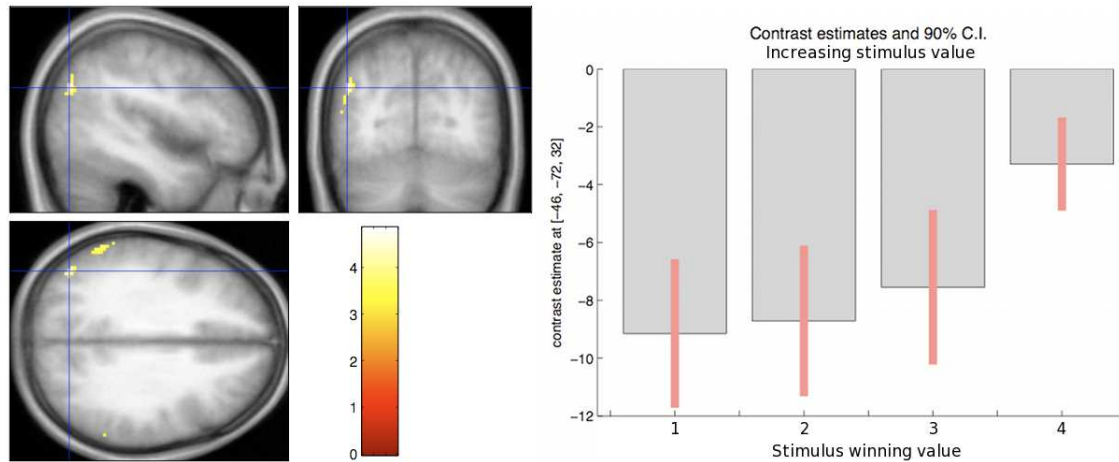 4
3
2
1
0
Contrast estimates and 90% C.I.
Increasing stimulus value
contrast estimate at [-46, -72, 32]
0
−2
−4
−6
−8
−10
−12
1 2 3 4
Stimulus winning value